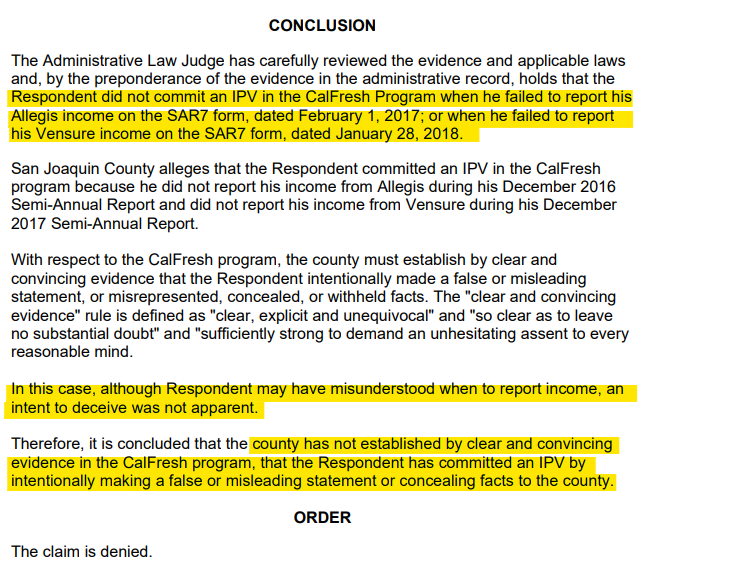 CONCLUSION
The Administrative Law Judge has carefully reviewed the evidence and applicable laws
and, by the preponderance of the evidence in the administrative record, holds that the
Respondent did not commit an IPV in the CalFresh Program when he failed to report his
Allegis income on the SAR7 form, dated February 1, 2017; or when he failed to report
his Vensure income on the SAR7 form, dated January 28, 2018.
San Joaquin County alleges that the Respondent committed an IPV in the CalFresh
program because he did not report his income from Allegis during his December 2016
Semi-Annual Report and did not report his income from Vensure during his December
2017 Semi-Annual Report.
With respect to the CalFresh program, the county must establish by clear and
convincing evidence that the Respondent intentionally made a false or misleading
statement, or misrepresented, concealed, or withheld facts. The "clear and convincing
evidence" rule is defined as "clear, explicit and unequivocal" and "so clear as to leave
no substantial doubt" and "sufficiently strong to demand an unhesitating assent to every
reasonable mind.
In this case, although Respondent may have misunderstood when to report income, an
intent to deceive was not apparent.
Therefore, it is concluded that the county has not established by clear and convincing
evidence in the CalFresh program, that the Respondent has committed an IPV by
intentionally making a false or misleading statement or concealing facts to the county.
ORDER
The claim is denied.